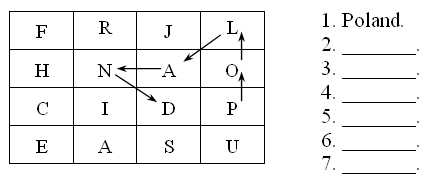 F R J L
H N A O
C I D P
E A S U
1. Poland.
2. ________.
3. ________.
4. ________.
5. ________.
6. ________.
7. ________.